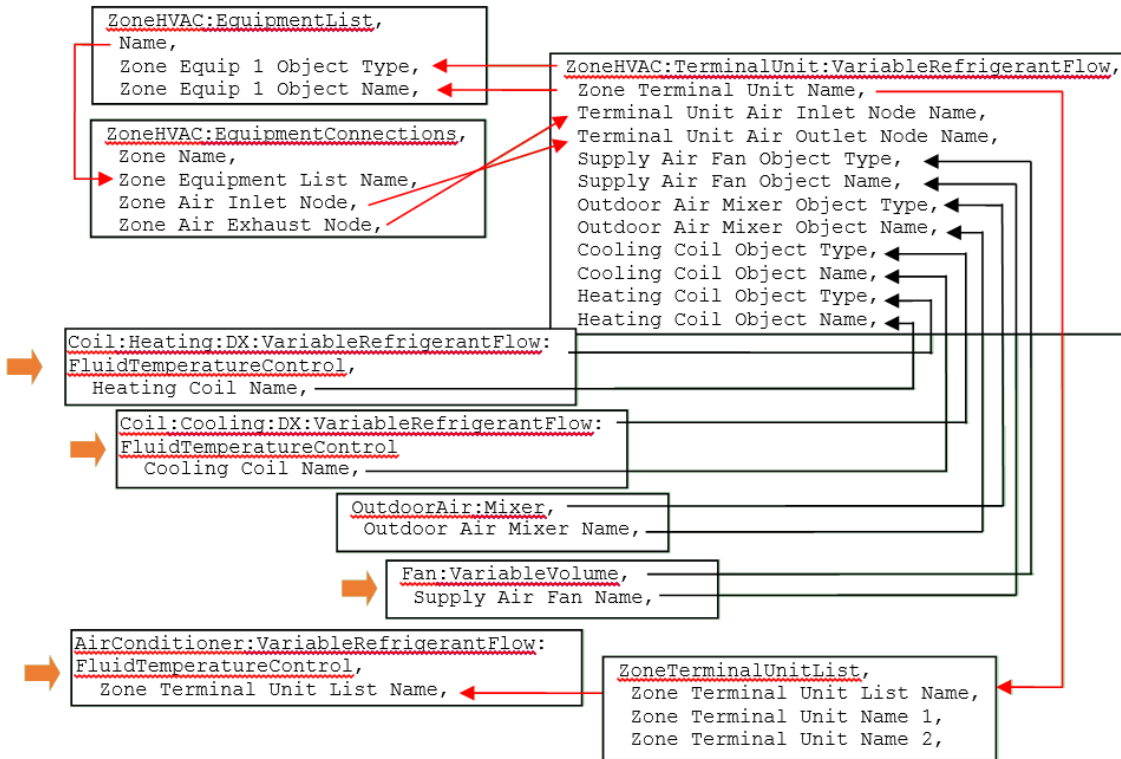 ZoneHVAC:EquipmentList,
Name,
Zone Equip 1 Object Type,
Zone Equip 1 Object Name,
ZoneHVAC:EquipmentConnections,
Zone Name,
Zone Equipment List Name,
Zone Air Inlet Node,
Zone Air Exhaust Node,
ZoneHVAC:TerminalUnit:VariableRefrigerantFlow,
Zone Terminal Unit Name,
Terminal Unit Air Inlet Node Name,
Terminal Unit Air Outlet Node Name,
Supply Air Fan Object Type,
Supply Air Fan Object Name,
Outdoor Air Mixer Object Type,
Outdoor Air Mixer Object Name,
Cooling Coil Object Type,
Cooling Coil Object Name,
Heating Coil Object Type,
Heating Coil Object Name,
Coil:Heating:DX:VariableRefrigerantFlow:
FluidTemperatureControl,
Heating Coil Name,
Coil:Cooling:DX:VariableRefrigerantFlow:
FluidTemperatureControl
Cooling Coil Name,
OutdoorAir:Mixer,
Outdoor Air Mixer Name,
Fan:VariableVolume,
Supply Air Fan Name,
AirConditioner:VariableRefrigerantFlow:
FluidTemperatureControl,
Zone Terminal Unit List Name,
ZoneTerminalUnitList,
Zone Terminal Unit List Name,
Zone Terminal Unit Name 1,
Zone Terminal Unit Name 2,